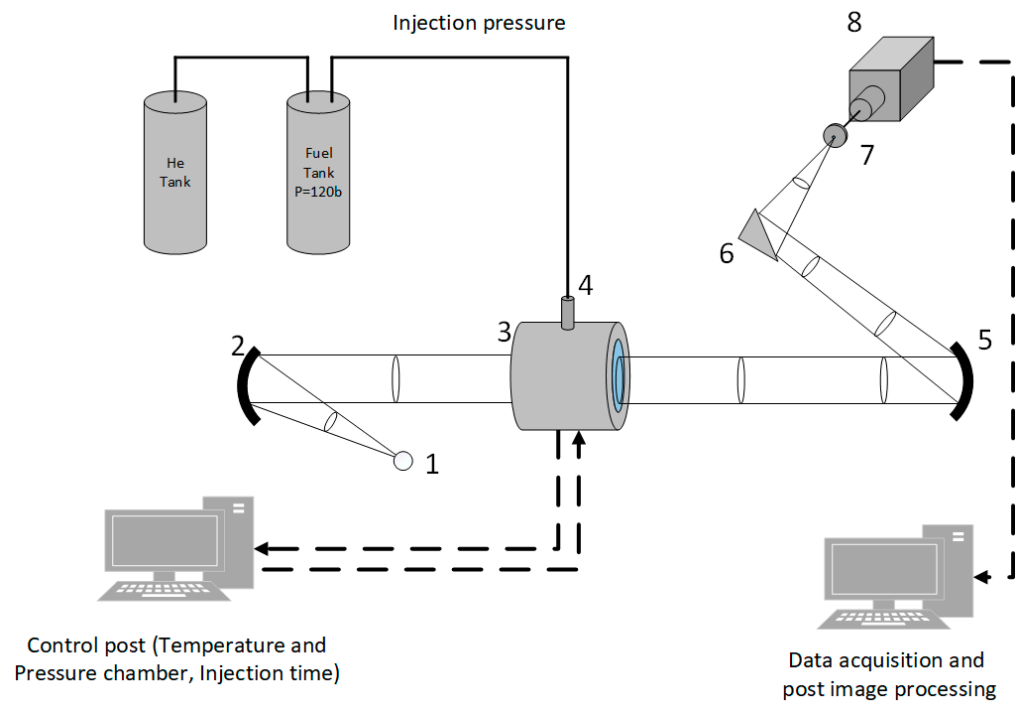 Injection pressure
8
He
Tank
Fuel
Tank
P=120b
7
6
4
3
2
5
1
Control post (Temperature and
Pressure chamber, Injection time)
Data acquisition and
post image processing